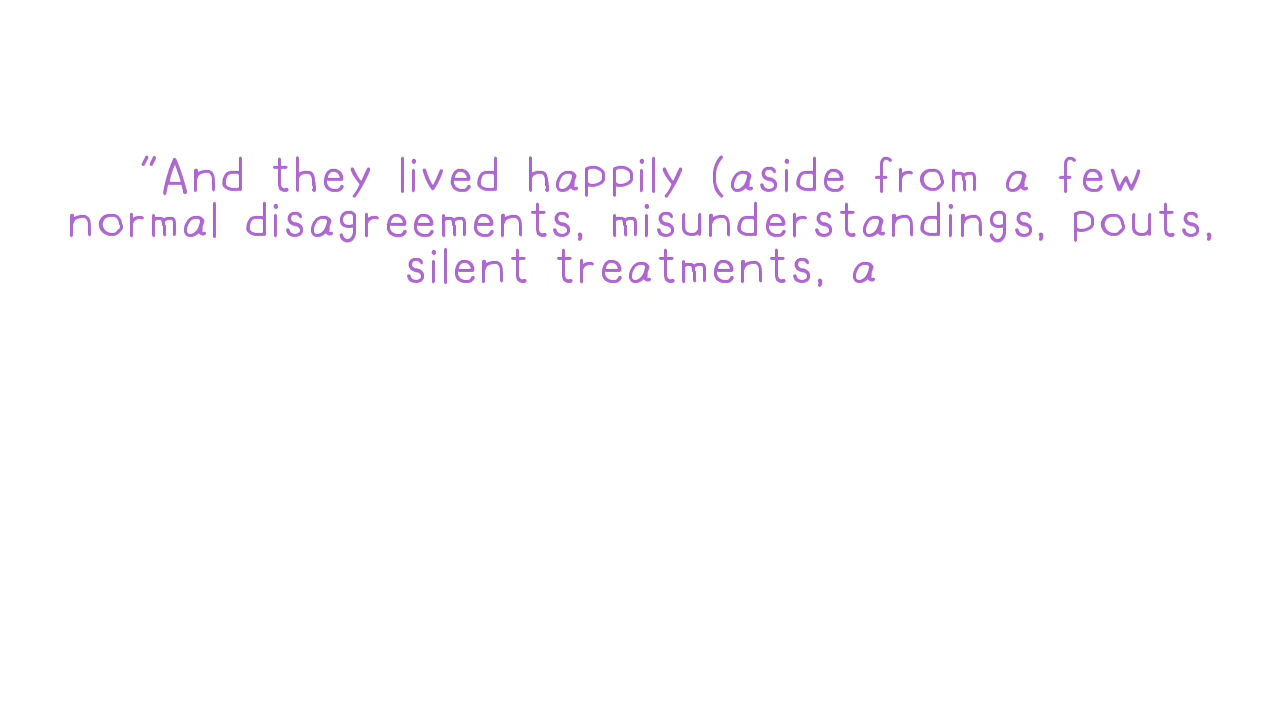 “And they lived happily (aside from a few
normal disagreements, misunderstandings, pouts,
silent treatments, a